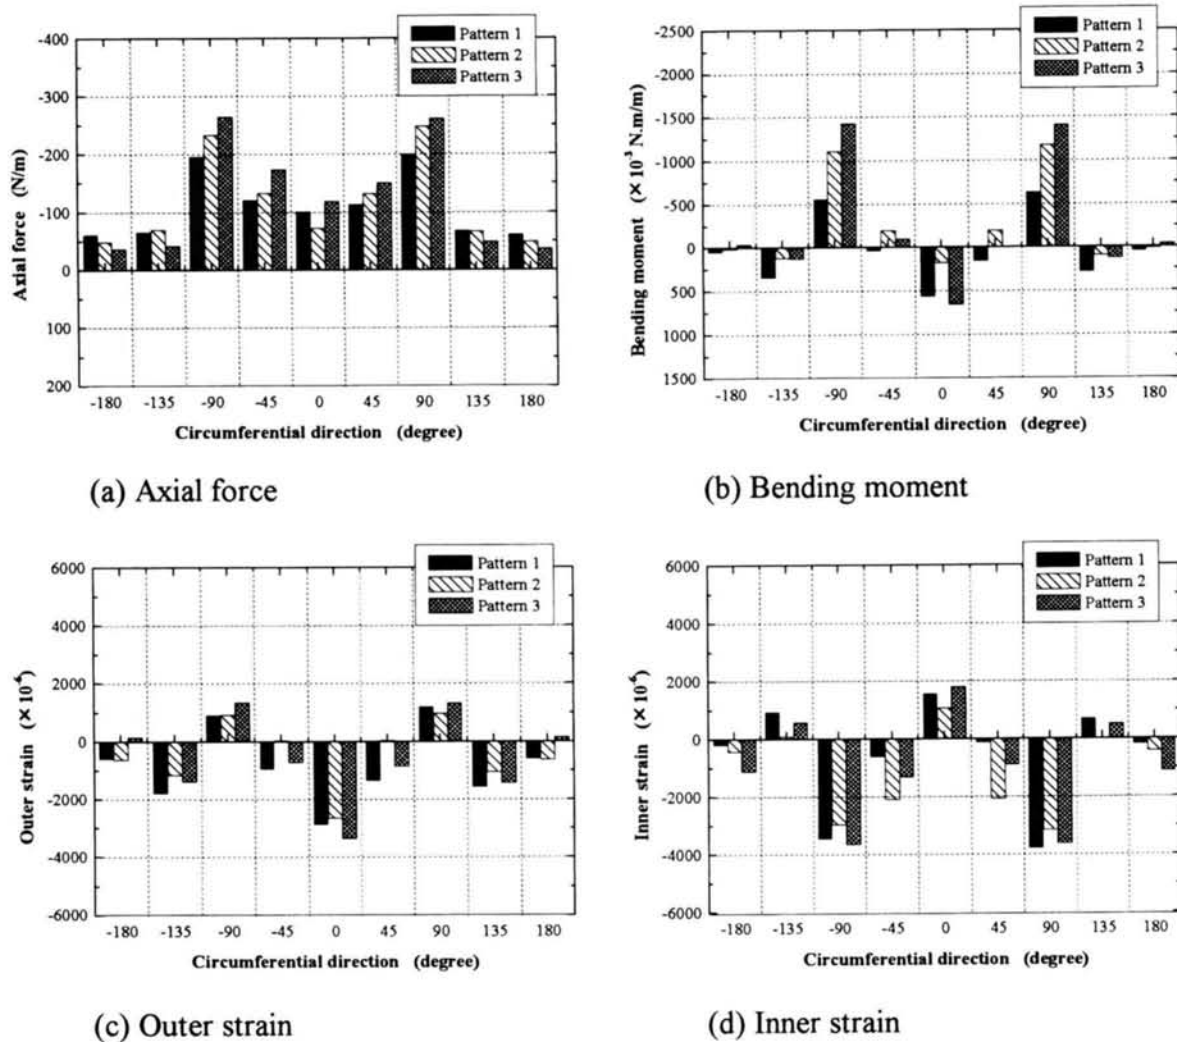 Pattern 1
Pattern 2
Pattern 3
-400
-300
-200
-100
0
100
200
Axial force (N/m)
-180 -135 -90 -45 0 45 90 135 180
Circumferential direction (degree)
(a) Axial force
Pattern 1
Pattern 2
Pattern 3
-2500
-2000
-1500
-1000
-500
0
500
1000
1500
Bending moment (× 10⁻³ N.m/m)
-180 -135 -90 -45 0 45 90 135 180
Circumferential direction (degree)
(b) Bending moment
Pattern 1
Pattern 2
Pattern 3
6000
4000
2000
0
-2000
-4000
-6000
Outer strain (× 10⁻⁶)
-180 -135 -90 -45 0 45 90 135 180
Circumferential direction (degree)
(c) Outer strain
Pattern 1
Pattern 2
Pattern 3
6000
4000
2000
0
-2000
-4000
-6000
Inner strain (× 10⁻⁶)
-180 -135 -90 -45 0 45 90 135 180
Circumferential direction (degree)
(d) Inner strain